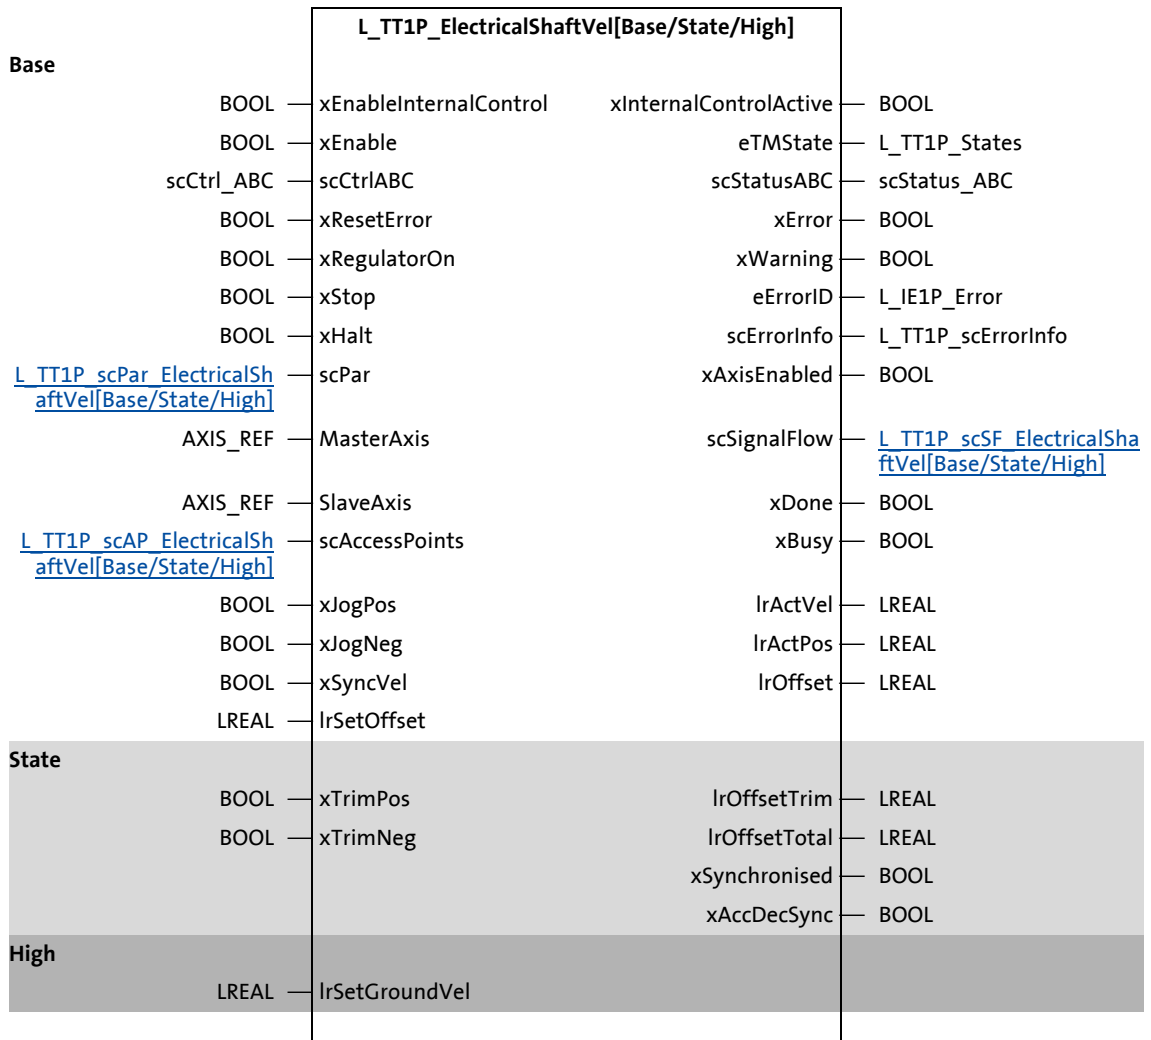 L_TT1P_ElectricalShaftVel[Base/State/High]
Base
BOOL xEnableInternalControl xInternalControlActive BOOL
BOOL xEnable eTMState L_TT1P_States
scCtrl_ABC scCtrlABC scStatusABC scStatus_ABC
BOOL xResetError xError BOOL
BOOL xRegulatorOn xWarning BOOL
BOOL xStop eErrorID L_IE1P_Error
BOOL xHalt scErrorInfo L_TT1P_scErrorInfo
L_TT1P_scPar_ElectricalSh scPar xAxisEnabled BOOL
aftVel[Base/State/High]
AXIS_REF MasterAxis scSignalFlow L_TT1P_scSF_ElectricalSha
ftVel[Base/State/High]
AXIS_REF SlaveAxis xDone BOOL
L_TT1P_scAP_ElectricalSh scAccessPoints xBusy BOOL
aftVel[Base/State/High]
BOOL xJogPos lrActVel LREAL
BOOL xJogNeg lrActPos LREAL
BOOL xSyncVel lrOffset LREAL
LREAL lrSetOffset
State
BOOL xTrimPos lrOffsetTrim LREAL
BOOL xTrimNeg lrOffsetTotal LREAL
xSynchronised BOOL
xAccDecSync BOOL
High
LREAL lrSetGroundVel